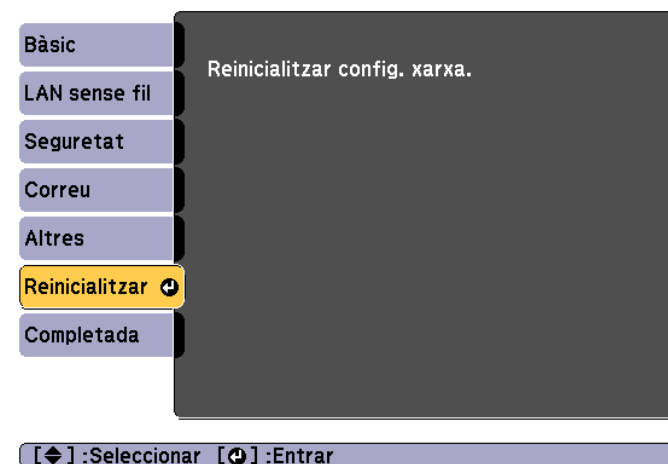 Bàsic
LAN sense fil
Seguretat
Correu
Altres
Reinicialitzar
Completada
Reinicialitzar config. xarxa.
[◆] :Seleccionar [⏎] :Entrar